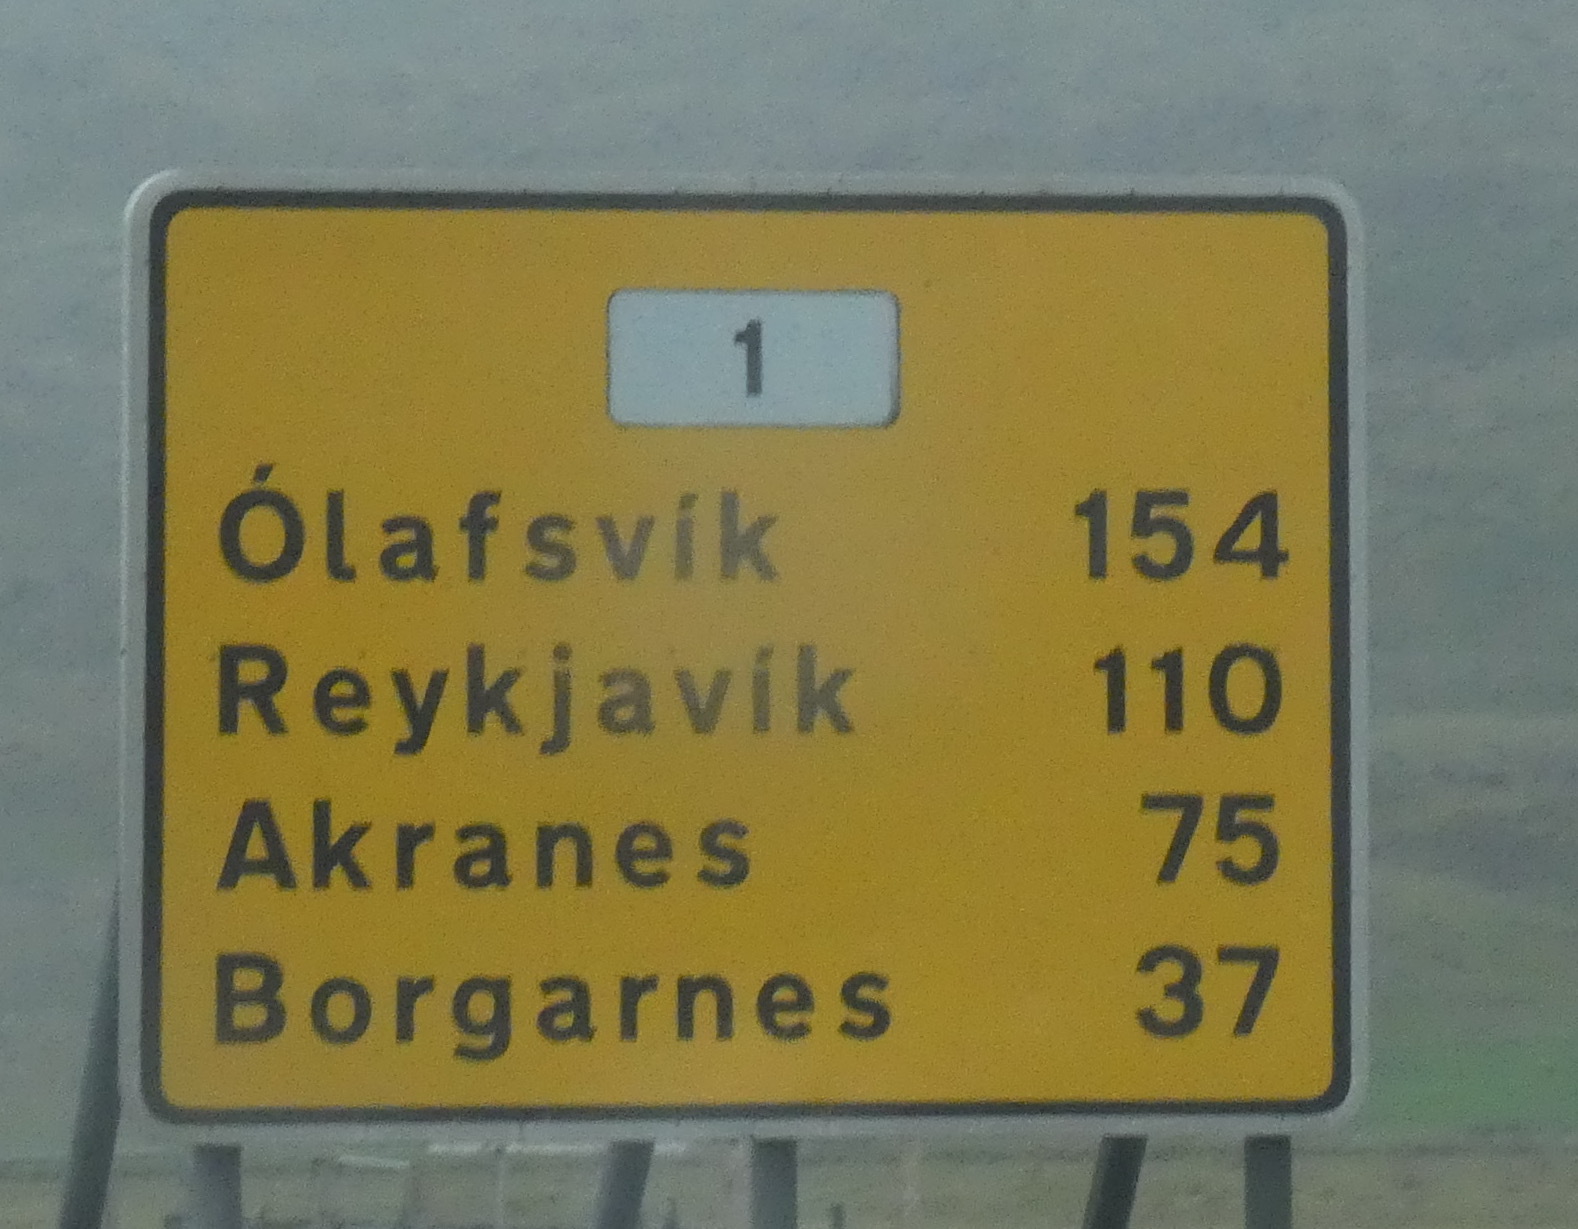 1
Ólafsvík 154
Reykjavík 110
Akranes 75
Borgarnes 37